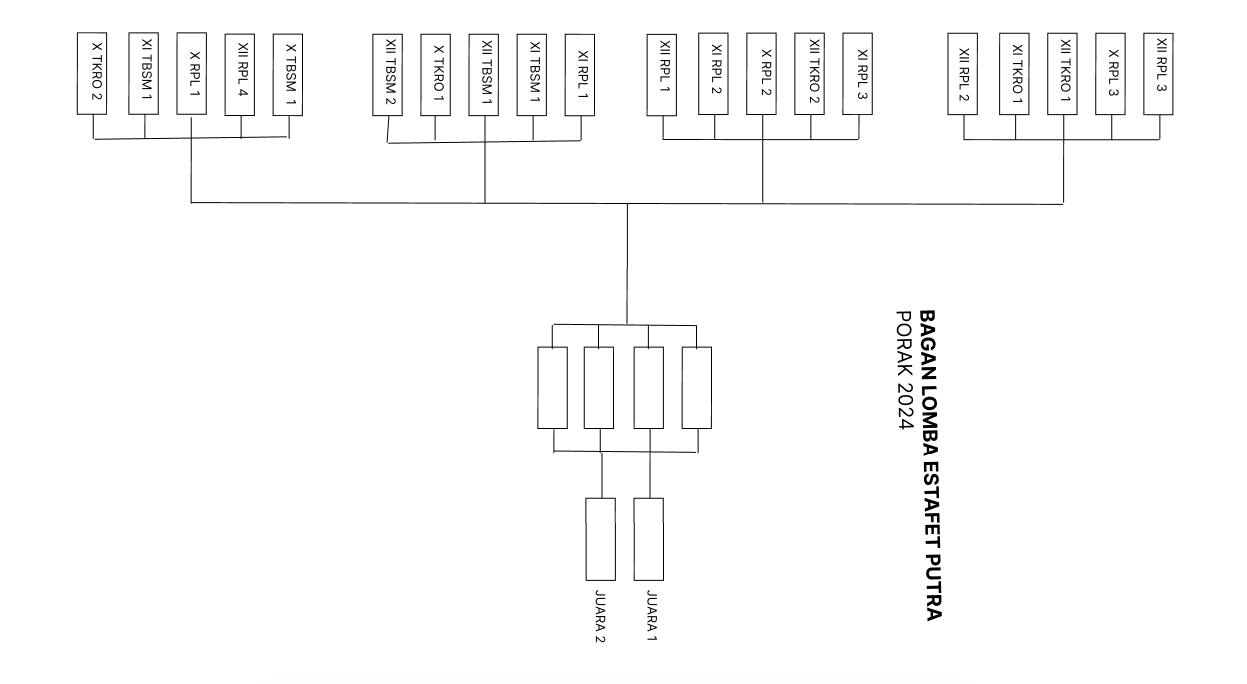 BAGAN LOMBA ESTAFET PUTRA
PORAK 2024
XII RPL 3
X RPL 3
XII TKRO 1
XI TKRO 1
XII RPL 2
XI RPL 3
XII TKRO 2
X RPL 2
XI RPL 2
XII RPL 1
XI RPL 1
XI TBSM 1
XII TBSM 1
X TKRO 1
XII TBSM 2
X TBSM 1
XII RPL 4
X RPL 1
XI TBSM 1
X TKRO 2
JUARA 1
JUARA 2